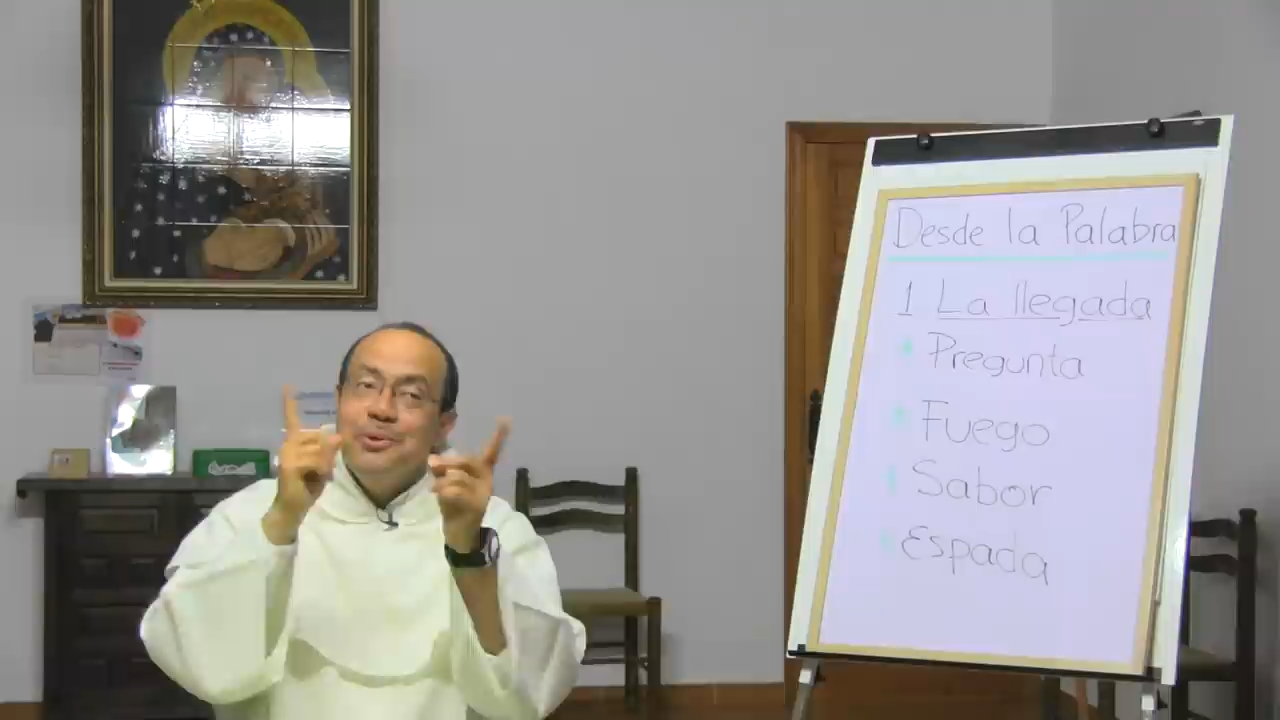 Desde la Palabra
1 La llegada
Pregunta
Fuego
Sabor
Espada